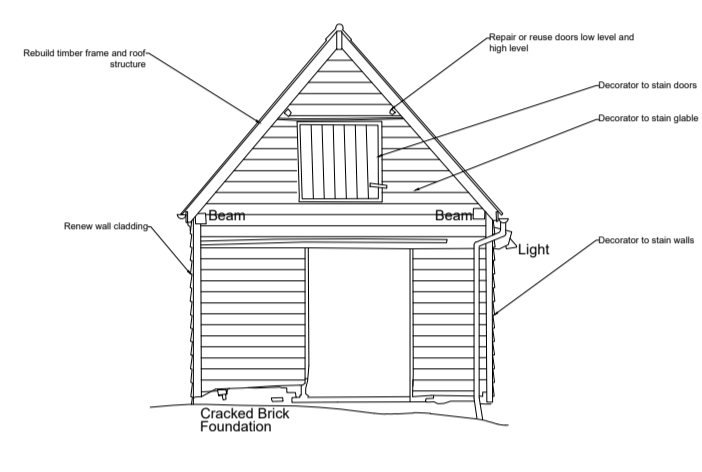 Rebuild timber frame and roof
structure
Repair or reuse doors low level and
high level
Decorator to stain doors
Decorator to stain glable
Beam
Beam
Renew wall cladding
Light
Decorator to stain walls
Cracked Brick
Foundation